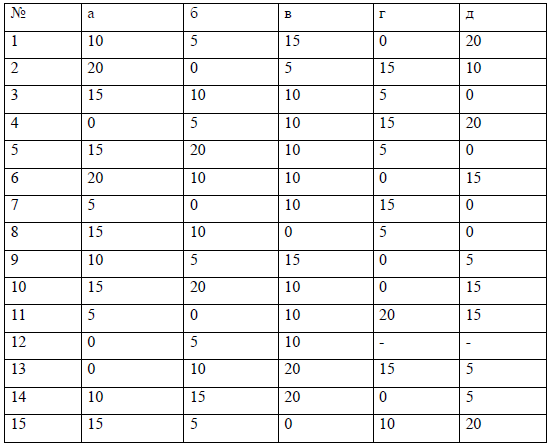 № а б в г д
1 10 5 15 0 20
2 20 0 5 15 10
3 15 10 10 5 0
4 0 5 10 15 20
5 15 20 10 5 0
6 20 10 10 0 15
7 5 0 10 15 0
8 15 10 0 5 0
9 10 5 15 0 5
10 15 20 10 0 15
11 5 0 10 20 15
12 0 5 10 - -
13 0 10 20 15 5
14 10 15 20 0 5
15 15 5 0 10 20